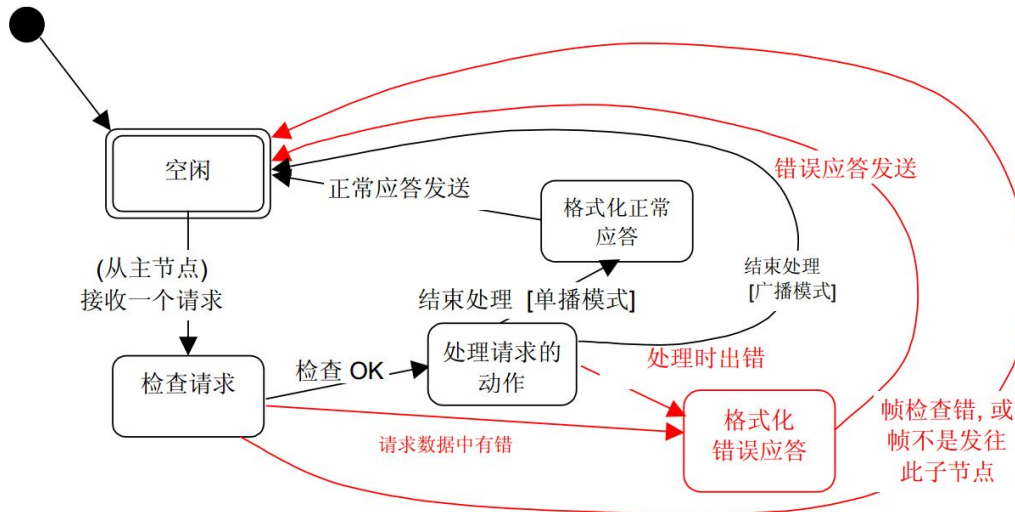 空闲
正常应答发送
错误应答发送
格式化正常
应答
(从主节点)
接收一个请求
结束处理
[广播模式]
结束处理 [单播模式]
处理请求的
动作
处理时出错
检查 OK
检查请求
请求数据中有错
格式化
错误应答
帧检查错, 或
帧不是发往
此子节点